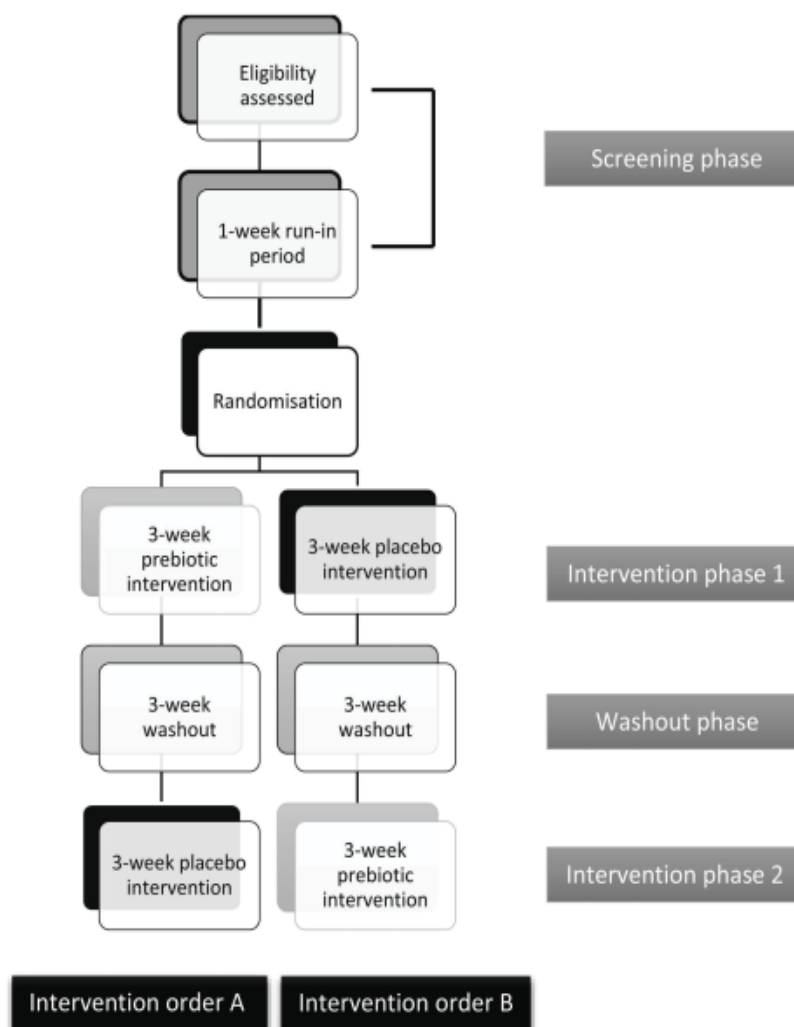 Eligibility
assessed
Screening phase
1-week run-in
period
Randomisation
3-week
prebiotic
intervention
3-week placebo
intervention
Intervention phase 1
3-week
washout
3-week
washout
Washout phase
3-week placebo
intervention
3-week
prebiotic
intervention
Intervention phase 2
Intervention order A
Intervention order B